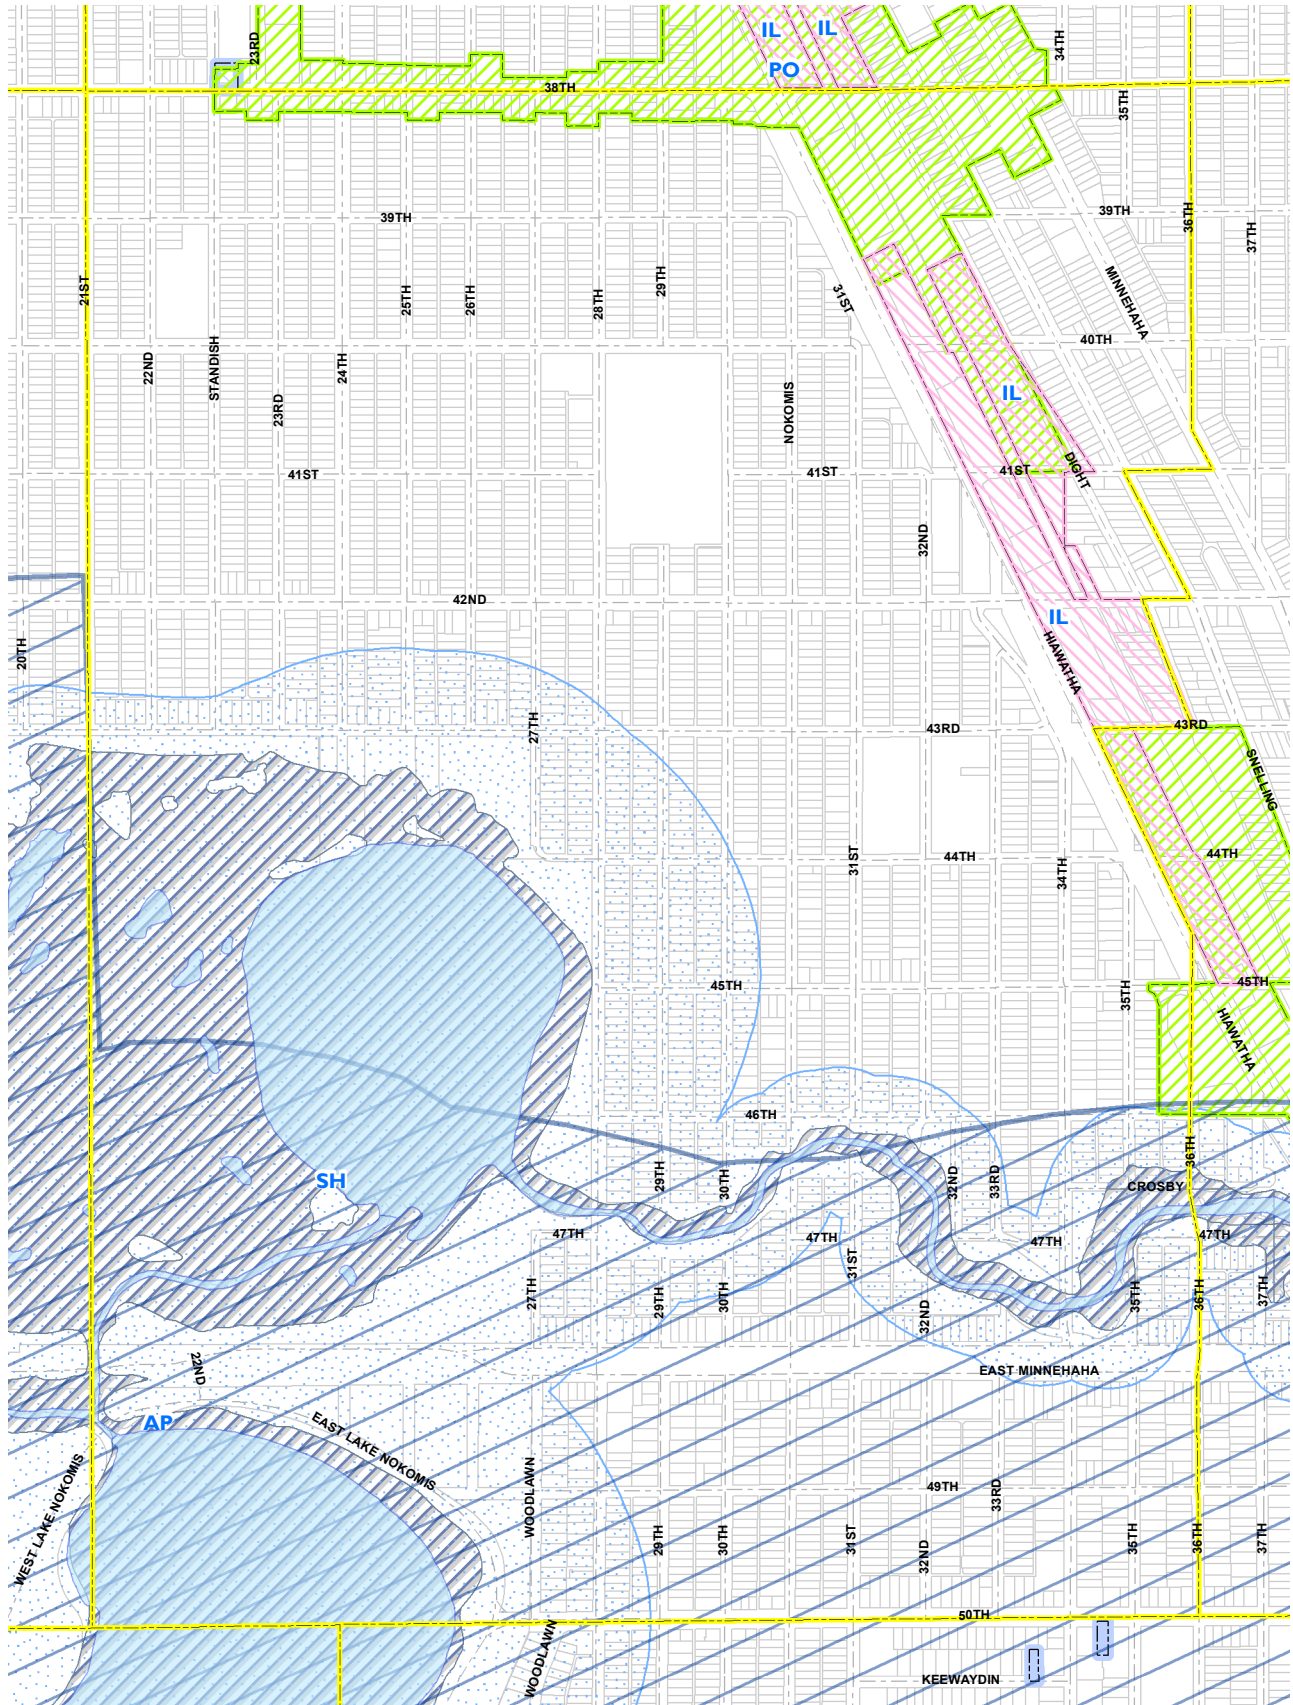 IL
IL
23RD
34TH
PO
38TH
35TH
39TH
39TH
36TH
37TH
21ST
25TH
26TH
28TH
29TH
31ST
MINNEHAHA
40TH
22ND
STANDISH
24TH
23RD
NOKOMIS
IL
41ST
41ST
41ST
DIGHT
32ND
42ND
IL
20TH
HIAWATHA
27TH
43RD
43RD
SNELLING
31ST
44TH
34TH
44TH
45TH
35TH
45TH
HIAWATHA
46TH
36TH
SH
29TH
30TH
32ND
33RD
CROSBY
47TH
47TH
47TH
47TH
31ST
27TH
29TH
30TH
32ND
35TH
36TH
37TH
22ND
EAST MINNEHAHA
AP
EAST LAKE NOKOMIS
WEST LAKE NOKOMIS
WOODLAWN
49TH
33RD
29TH
30TH
31ST
32ND
35TH
36TH
37TH
50TH
WOODLAWN
KEEWAYDIN